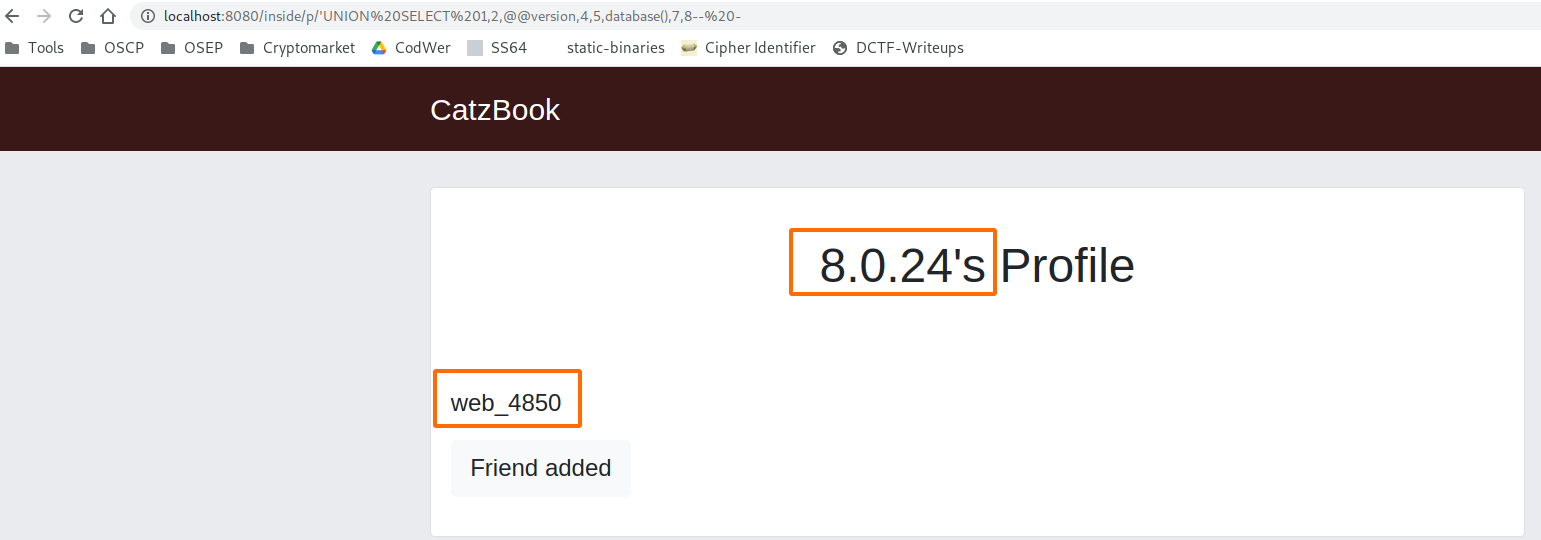 localhost:8080/inside/p/'UNION%20SELECT%201,2,@@version,4,5,database(),7,8--%20-
Tools OSCP OSEP Cryptomarket CodWer SS64 static-binaries Cipher Identifier DCTF-Writeups
CatzBook
8.0.24's Profile
web_4850
Friend added